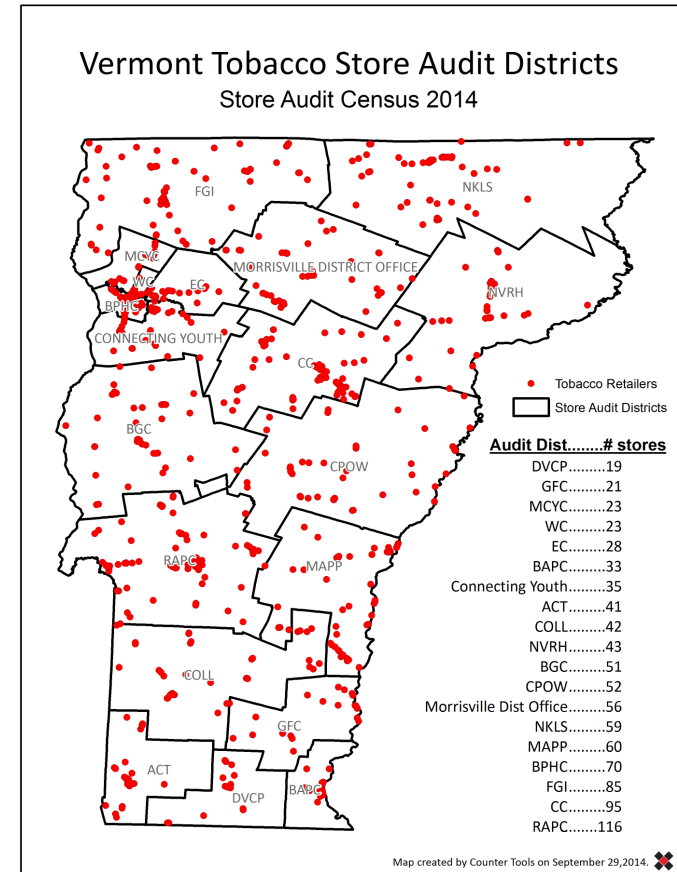 Vermont Tobacco Store Audit Districts
Store Audit Census 2014
FGI
NKLS
MCYC
MORRISVILLE DISTRICT OFFICE
WC
EC
NVRH
BPHC
CONNECTING YOUTH
CC
Tobacco Retailers
Store Audit Districts
BGC
CPOW
RAPC
MAPP
COLL
GFC
ACT
DVCP
BAPC
Audit Dist........# stores
DVCP.........19
GFC.........21
MCYC.........23
WC.........23
EC.........28
BAPC.........33
Connecting Youth.........35
ACT.........41
COLL.........42
NVRH.........43
BGC.........51
CPOW.........52
Morrisville Dist Office.........56
NKLS.........59
MAPP.........60
BPHC.........70
FGI.........85
CC.........95
RAPC.......116
Map created by Counter Tools on September 29,2014.